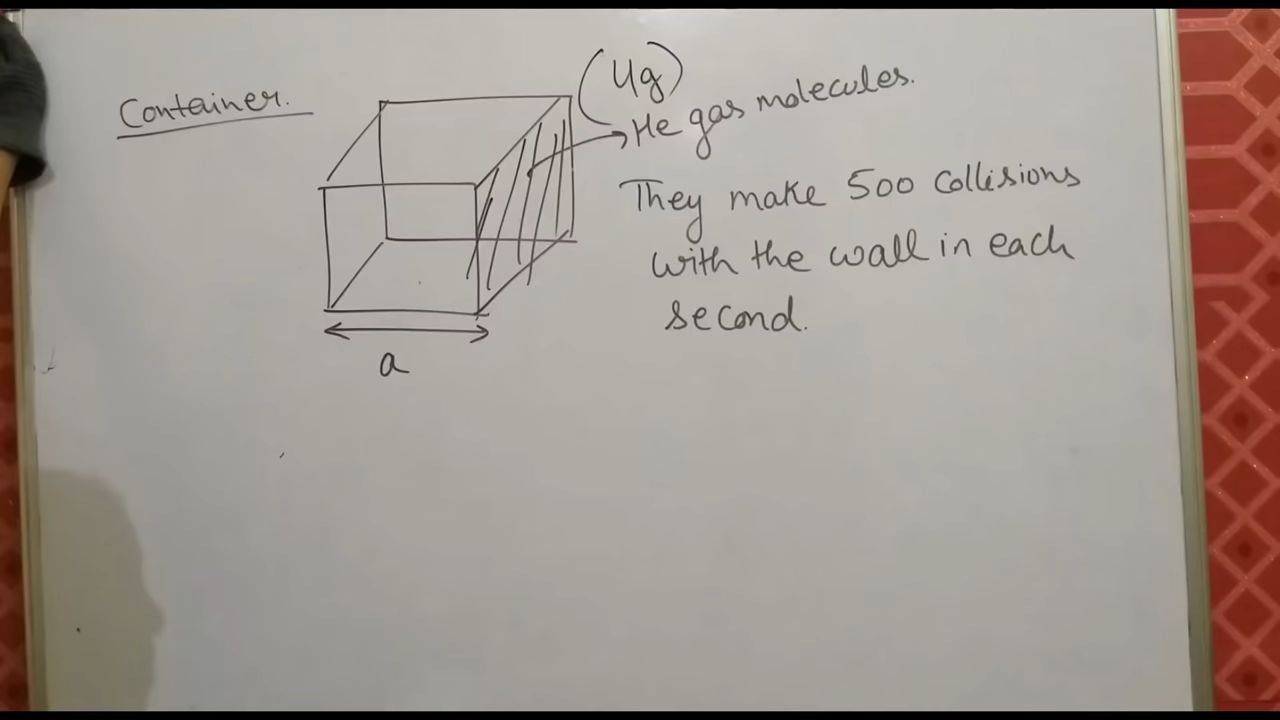 Container.
(4g)
He gas molecules.
They make 500 collisions
with the wall in each
second.
a